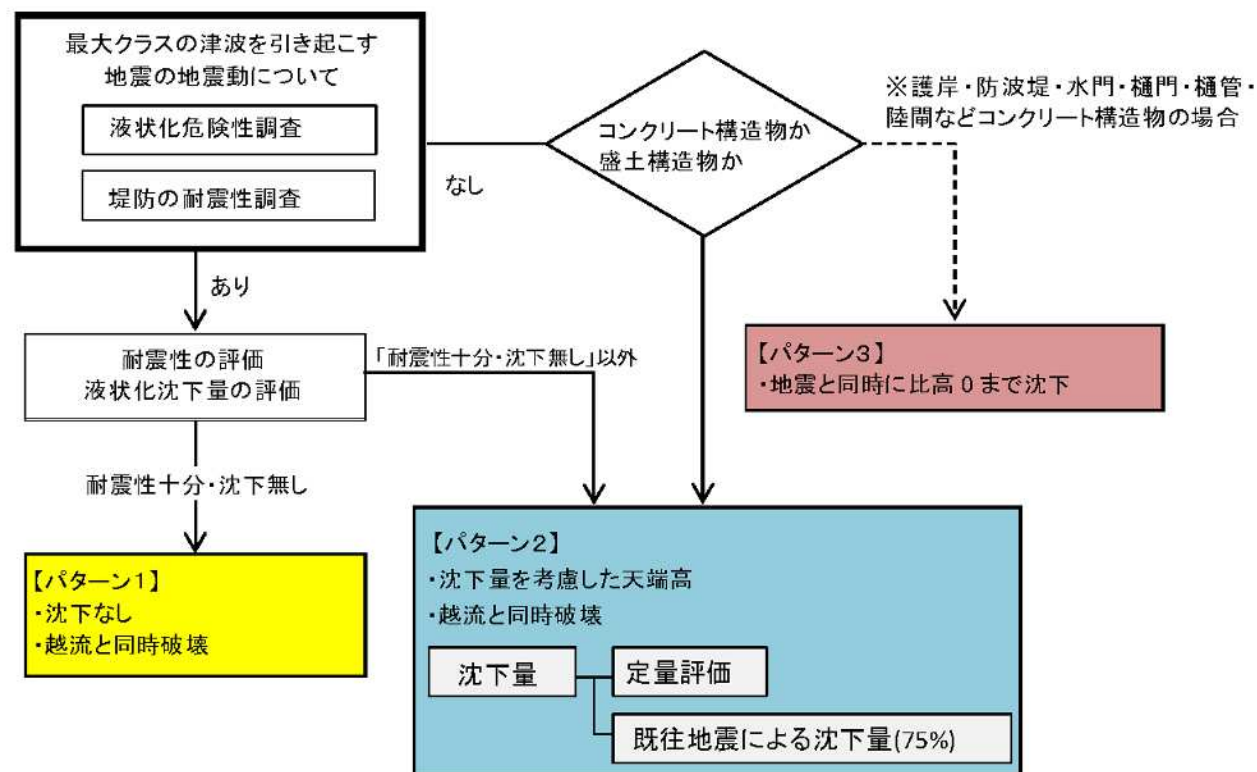 最大クラスの津波を引き起こす
地震の地震動について
液状化危険性調査
堤防の耐震性調査
なし
コンクリート構造物か
盛土構造物か
※護岸・防波堤・水門・樋門・樋管・
陸閘などコンクリート構造物の場合
あり
耐震性の評価
液状化沈下量の評価
「耐震性十分・沈下無し」以外
【パターン3】
・地震と同時に比高0まで沈下
耐震性十分・沈下無し
【パターン1】
・沈下なし
・越流と同時破壊
【パターン2】
・沈下量を考慮した天端高
・越流と同時破壊
沈下量
定量評価
既往地震による沈下量(75%)